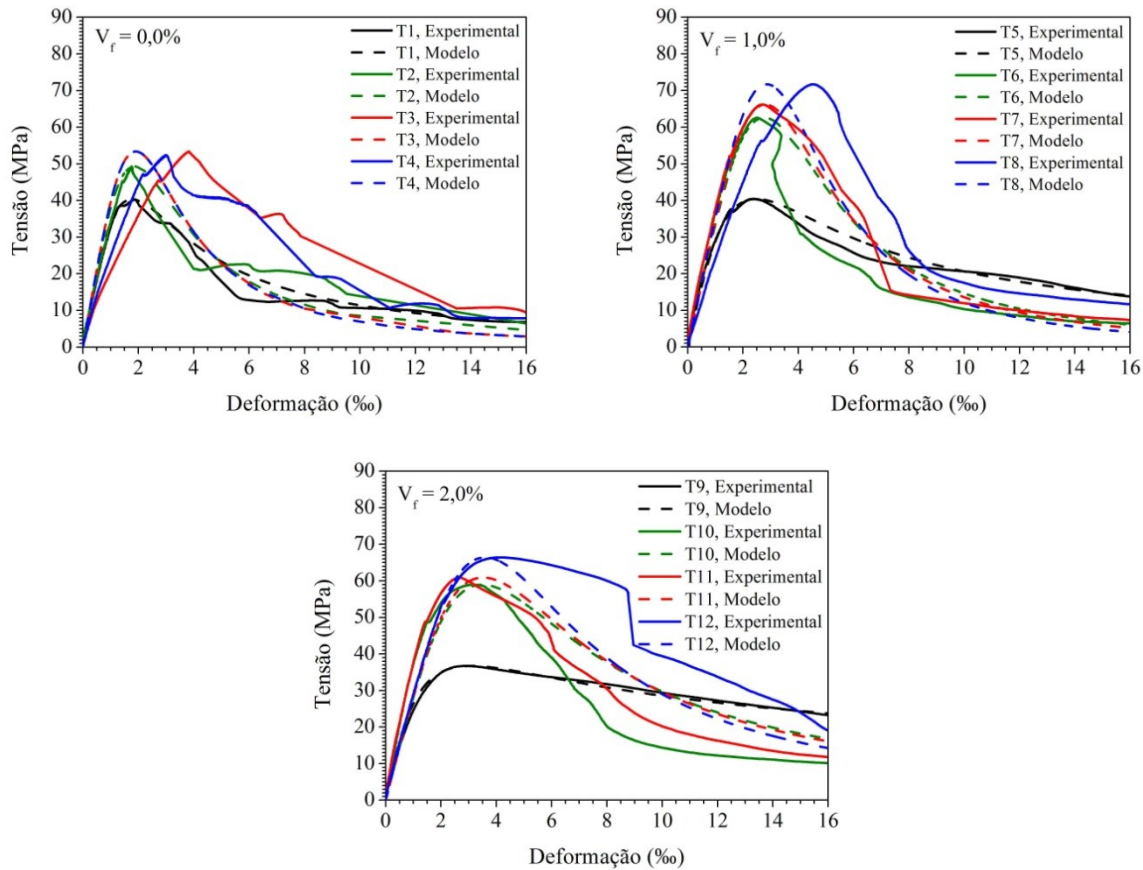 V_f = 0,0%
T1, Experimental
T1, Modelo
T2, Experimental
T2, Modelo
T3, Experimental
T3, Modelo
T4, Experimental
T4, Modelo
90
80
70
60
50
40
30
20
10
0
Tensão (MPa)
0 2 4 6 8 10 12 14 16
Deformação (‰)
V_f = 1,0%
T5, Experimental
T5, Modelo
T6, Experimental
T6, Modelo
T7, Experimental
T7, Modelo
T8, Experimental
T8, Modelo
90
80
70
60
50
40
30
20
10
0
Tensão (MPa)
0 2 4 6 8 10 12 14 16
Deformação (‰)
V_f = 2,0%
T9, Experimental
T9, Modelo
T10, Experimental
T10, Modelo
T11, Experimental
T11, Modelo
T12, Experimental
T12, Modelo
90
80
70
60
50
40
30
20
10
0
Tensão (MPa)
0 2 4 6 8 10 12 14 16
Deformação (‰)